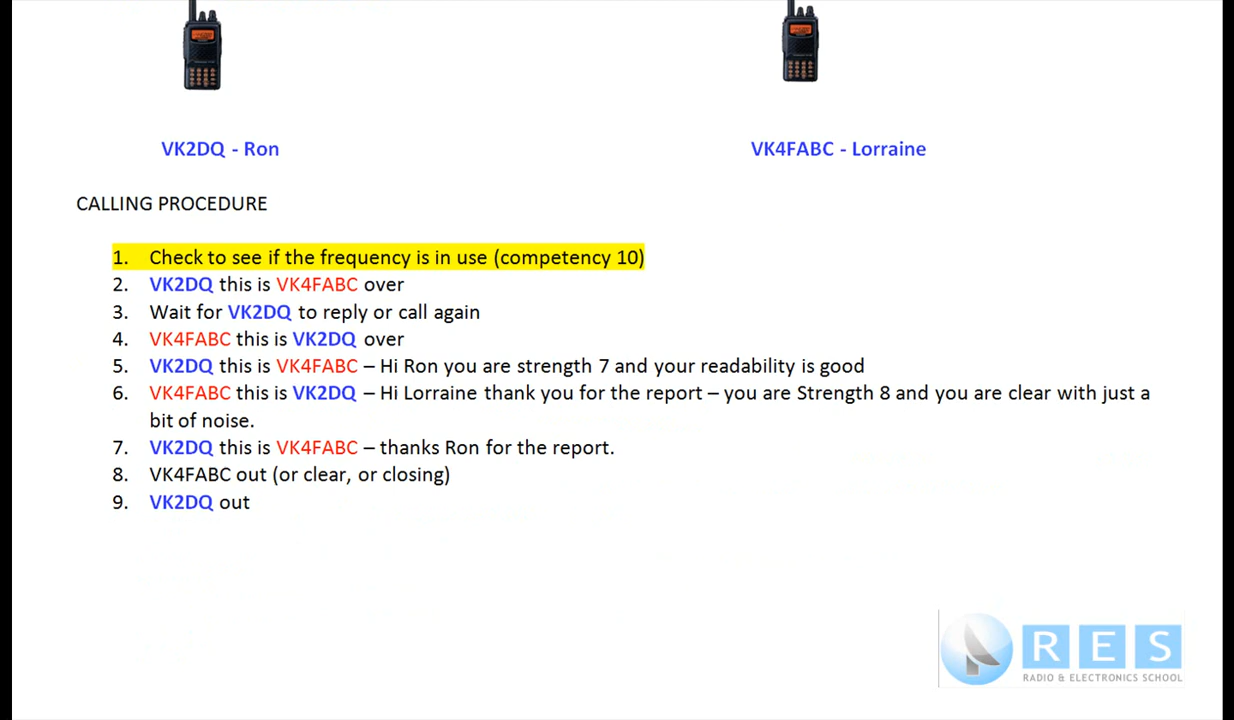 VK2DQ - Ron
VK4FABC - Lorraine
CALLING PROCEDURE
1. Check to see if the frequency is in use (competency 10)
2. VK2DQ this is VK4FABC over
3. Wait for VK2DQ to reply or call again
4. VK4FABC this is VK2DQ over
5. VK2DQ this is VK4FABC – Hi Ron you are strength 7 and your readability is good
6. VK4FABC this is VK2DQ – Hi Lorraine thank you for the report – you are Strength 8 and you are clear with just a
bit of noise.
7. VK2DQ this is VK4FABC – thanks Ron for the report.
8. VK4FABC out (or clear, or closing)
9. VK2DQ out
RES
RADIO & ELECTRONICS SCHOOL